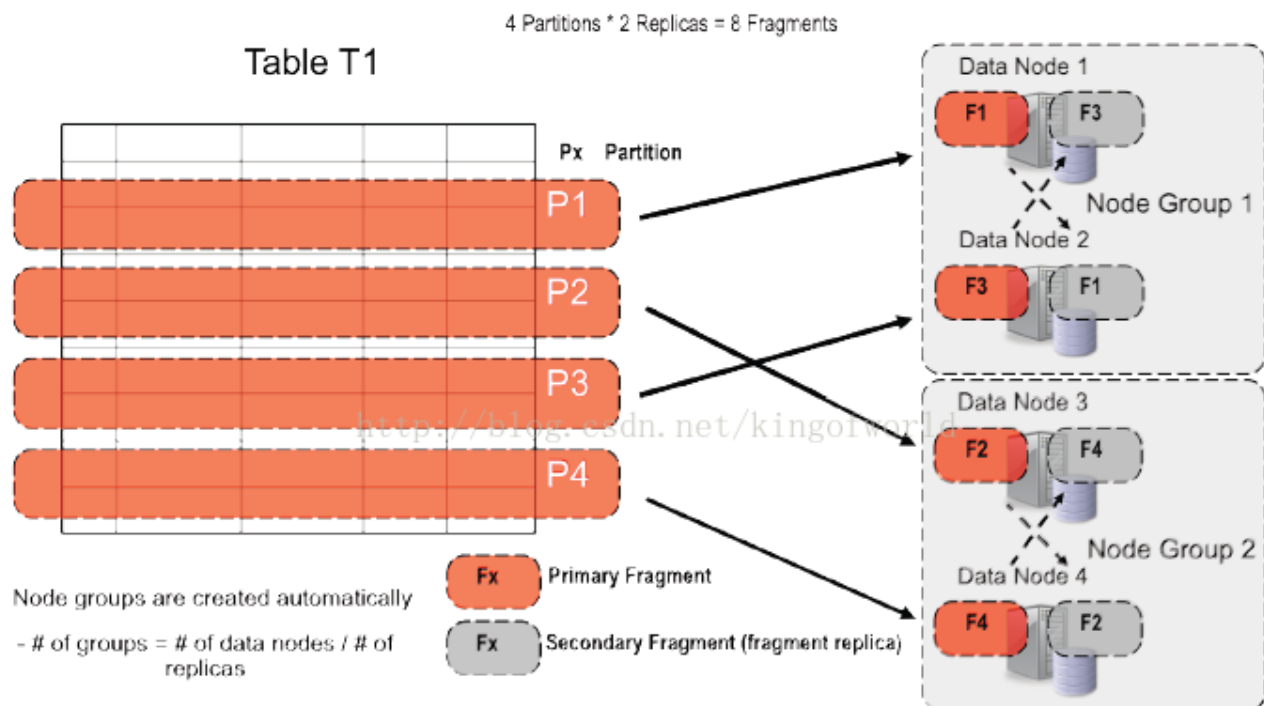 4 Partitions * 2 Replicas = 8 Fragments
Table T1
Px Partition
P1
P2
P3
P4
Data Node 1
F1
F3
Node Group 1
Data Node 2
F3
F1
Data Node 3
F2
F4
Node Group 2
Data Node 4
F4
F2
http://blog.csdn.net/kingofworld
Fx
Primary Fragment
Fx
Secondary Fragment (fragment replica)
Node groups are created automatically
- # of groups = # of data nodes / # of
replicas